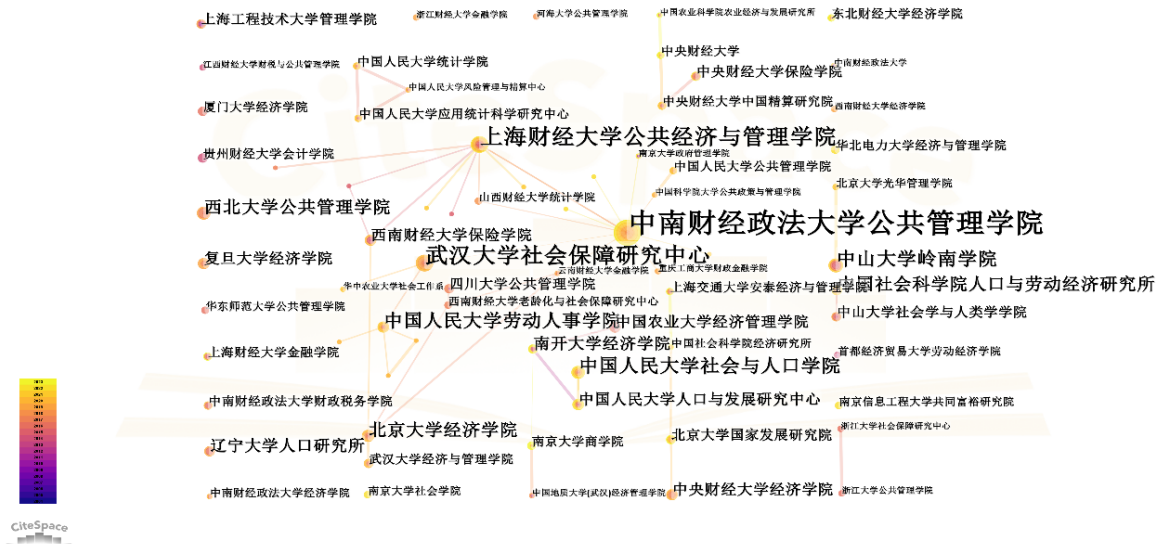 上海工程技术大学管理学院
浙江财经大学金融学院
河海大学公共管理学院
中国农业科学院农业经济与发展研究所
东北财经大学经济学院
江西财经大学财税与公共管理学院
中国人民大学统计学院
中央财经大学
中央财经大学保险学院
中南财经政法大学
中国人民大学风险管理与精算中心
厦门大学经济学院
中国人民大学应用统计科学研究中心
中央财经大学中国精算研究院
西南财经大学经济学院
上海财经大学公共经济与管理学院
贵州财经大学会计学院
南京大学政府管理学院
华北电力大学经济与管理学院
中国人民大学公共管理学院
北京大学光华管理学院
西北大学公共管理学院
山西财经大学统计学院
中国科学院大学公共政策与管理学院
中南财经政法大学公共管理学院
西南财经大学保险学院
复旦大学经济学院
武汉大学社会保障研究中心
中山大学岭南学院
云南财经大学金融学院
重庆工商大学财政金融学院
华中农业大学社会工作系
四川大学公共管理学院
上海交通大学安泰经济与管理学院
中国社会科学院人口与劳动经济研究所
华东师范大学公共管理学院
西南财经大学老龄化与社会保障研究中心
中山大学社会学与人类学学院
中国人民大学劳动人事学院
中国农业大学经济管理学院
上海财经大学金融学院
南开大学经济学院
中国社会科学院经济研究所
首都经济贸易大学劳动经济学院
中国人民大学社会与人口学院
中南财经政法大学财政税务学院
中国人民大学人口与发展研究中心
南京信息工程大学共同富裕研究院
辽宁大学人口研究所
北京大学经济学院
南京大学商学院
北京大学国家发展研究院
浙江大学社会保障研究中心
武汉大学经济与管理学院
中南财经政法大学经济学院
南京大学社会学院
中国地质大学(武汉)经济管理学院
中央财经大学经济学院
浙江大学公共管理学院
CiteSpace